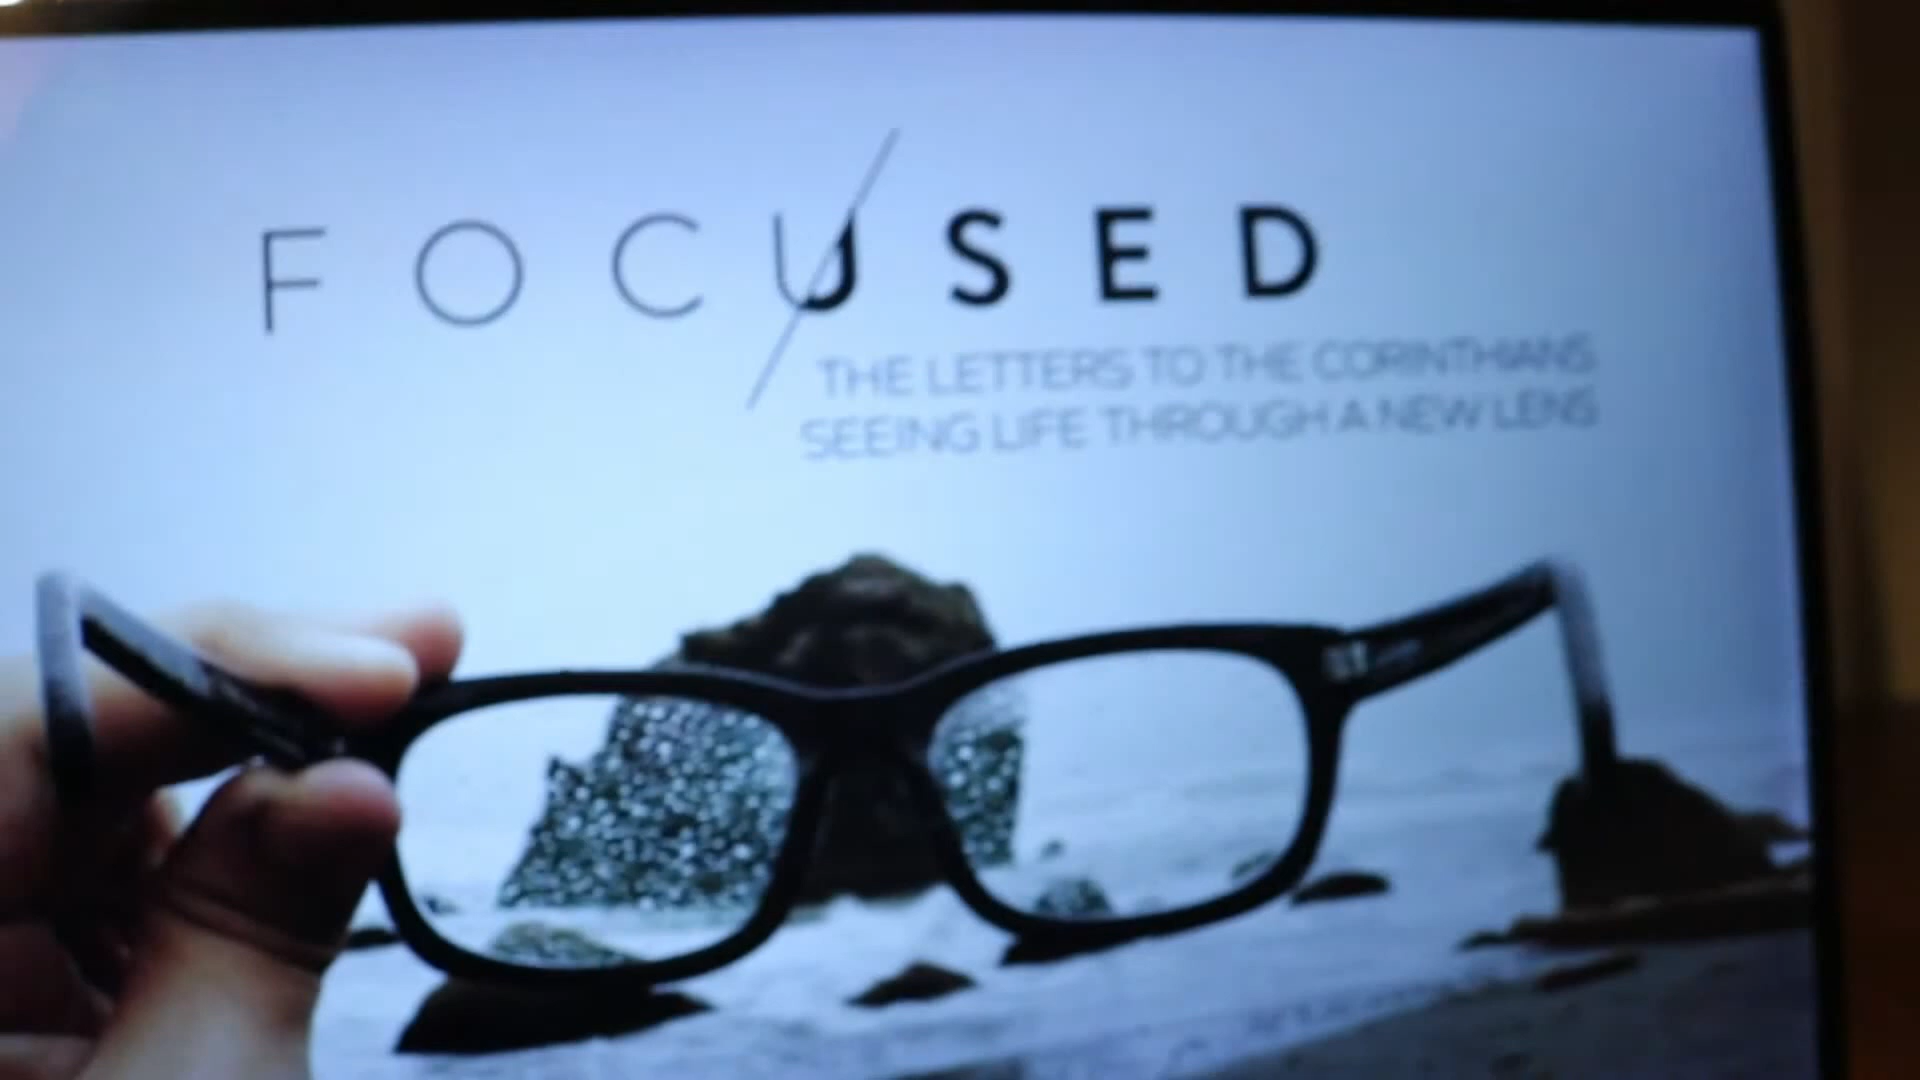 FOCUSED
THE LETTERS TO THE CORINTHIANS
SEEING LIFE THROUGH A NEW LENS